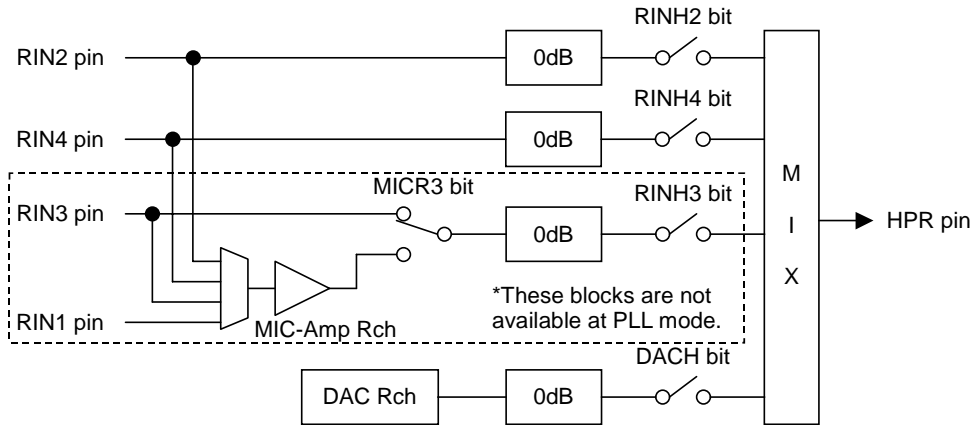 RINH2 bit
RIN2 pin
0dB
RINH4 bit
RIN4 pin
0dB
MICR3 bit
RINH3 bit
RIN3 pin
0dB
M
I
X
HPR pin
*These blocks are not
available at PLL mode.
RIN1 pin
MIC-Amp Rch
DACH bit
DAC Rch
0dB